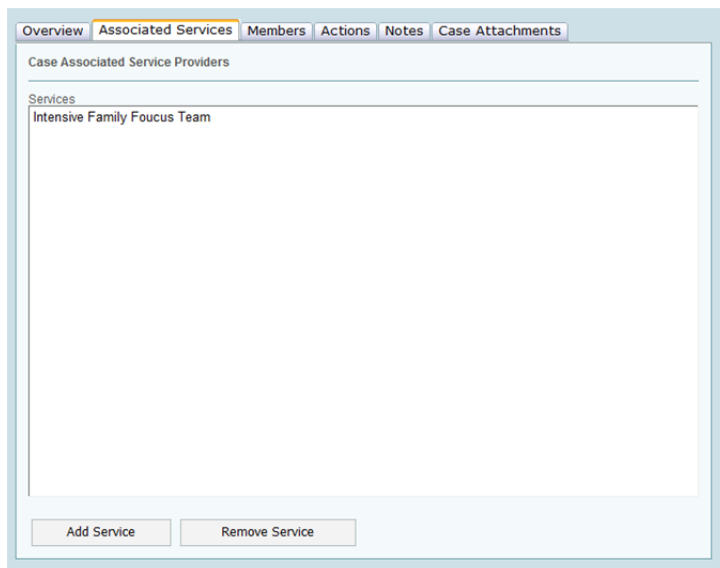 Overview Associated Services Members Actions Notes Case Attachments
Case Associated Service Providers
Services
Intensive Family Foucus Team
Add Service Remove Service